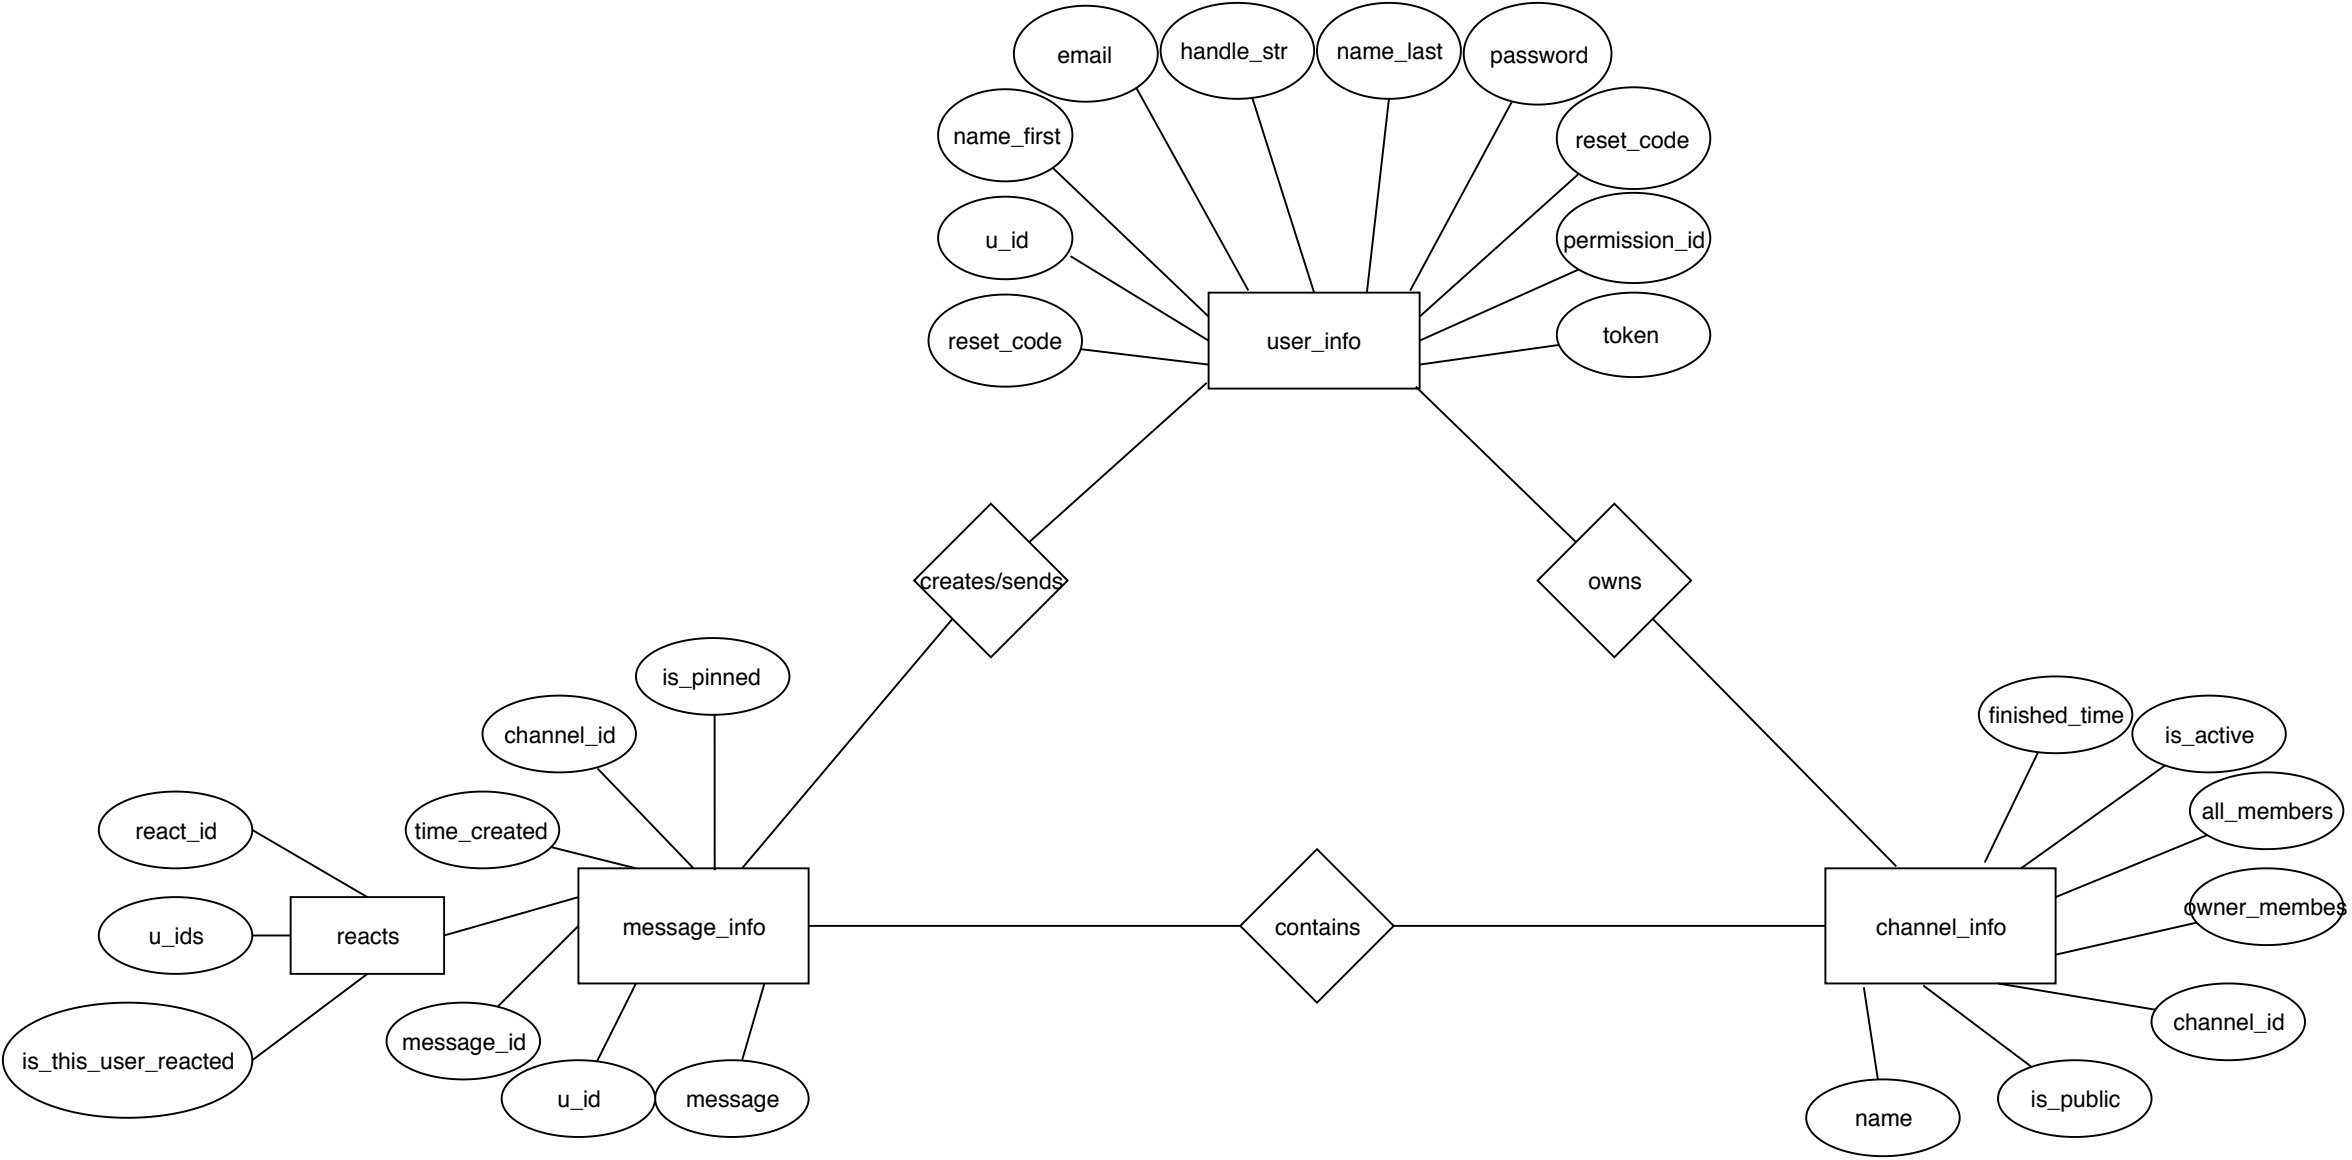 email
handle_str
name_last
password
name_first
reset_code
u_id
permission_id
reset_code
user_info
token
creates/sends
owns
is_pinned
channel_id
finished_time
is_active
react_id
time_created
all_members
u_ids
reacts
message_info
contains
channel_info
owner_membes
is_this_user_reacted
message_id
channel_id
u_id
message
name
is_public